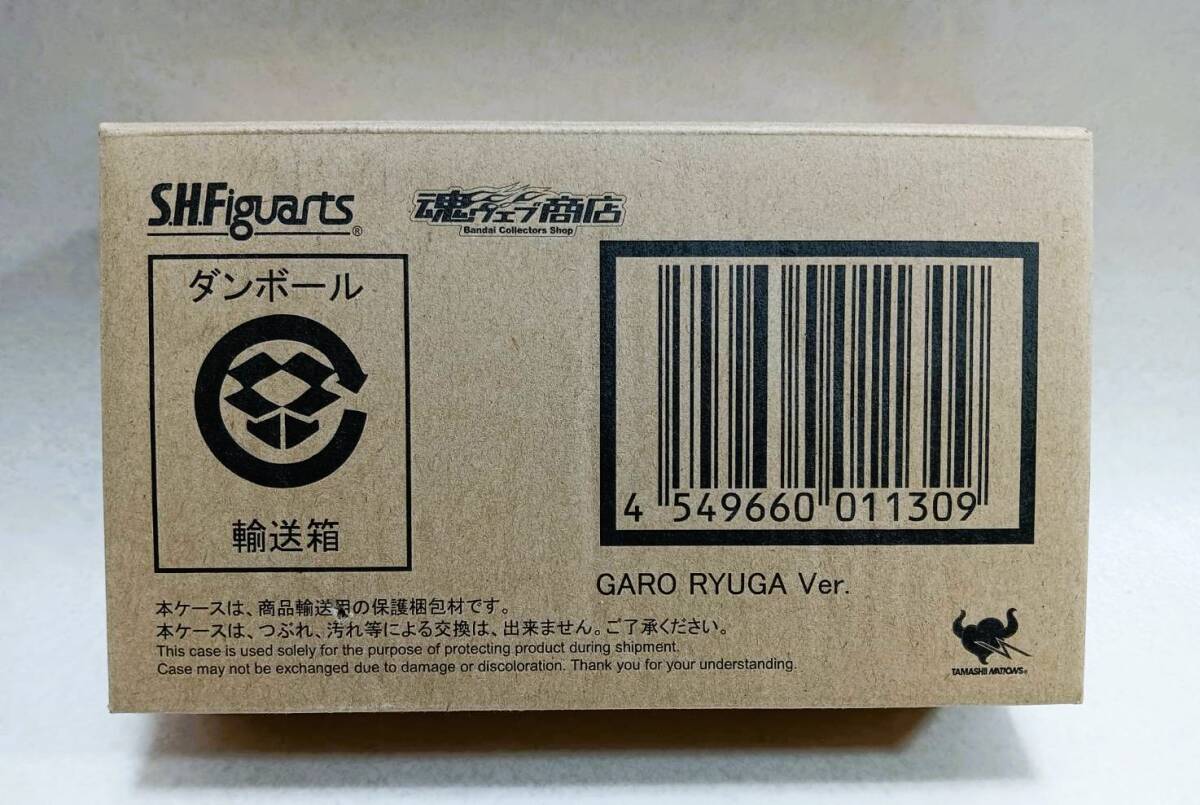 S.H.Figuarts®
魂ウェブ商店
Bandai Collectors Shop
ダンボール
輸送箱
4 549660 011309
GARO RYUGA Ver.
本ケースは、商品輸送用の保護梱包材です。
本ケースは、つぶれ、汚れ等による交換は、出来ません。ご了承ください。
This case is used solely for the purpose of protecting product during shipment.
Case may not be exchanged due to damage or discoloration. Thank you for your understanding.
TAMASHII NATIONS®